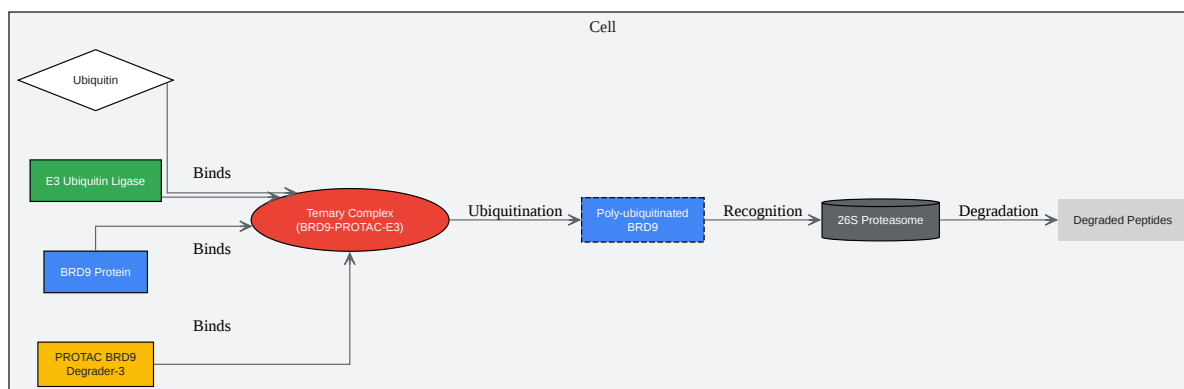 Cell
Ubiquitin
Binds
E3 Ubiquitin Ligase
Ternary Complex
(BRD9-PROTAC-E3)
Ubiquitination
Poly-ubiquitinated
BRD9
Recognition
26S Proteasome
Degradation
Degraded Peptides
Binds
BRD9 Protein
Binds
PROTAC BRD9
Degrader-3